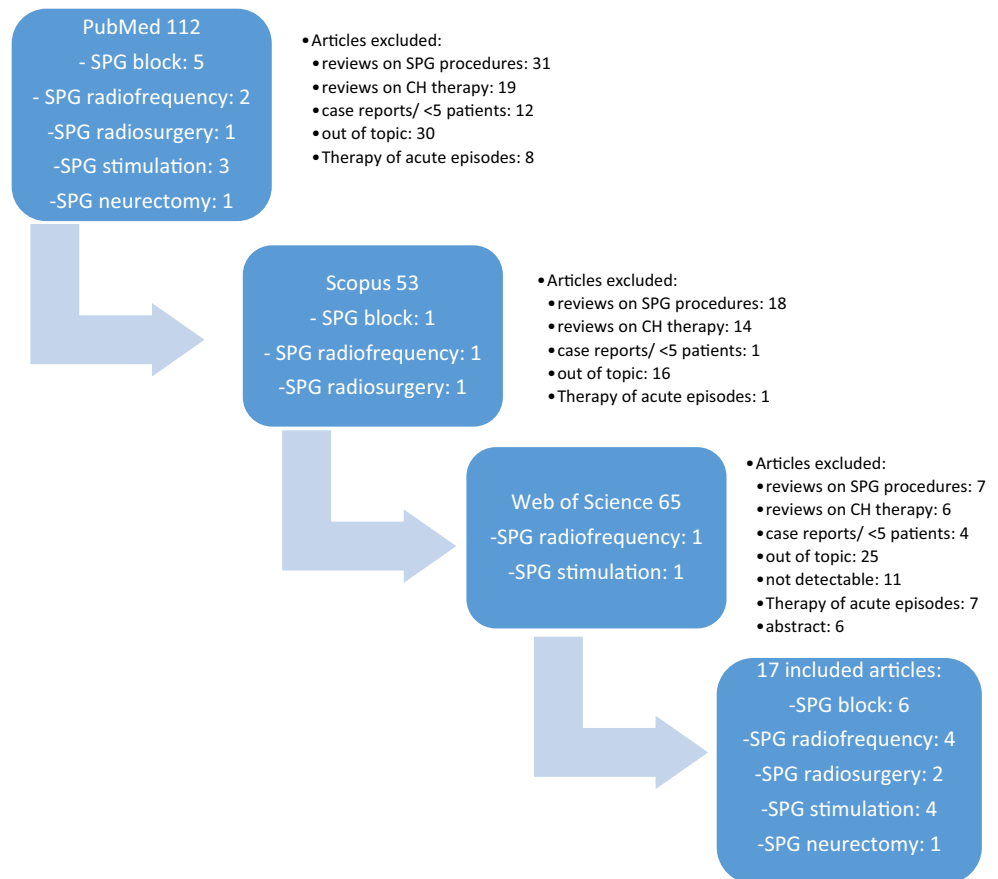 PubMed 112
- SPG block: 5
- SPG radiofrequency: 2
-SPG radiosurgery: 1
-SPG stimulation: 3
-SPG neurectomy: 1
•Articles excluded:
•reviews on SPG procedures: 31
•reviews on CH therapy: 19
•case reports/ <5 patients: 12
•out of topic: 30
•Therapy of acute episodes: 8
Scopus 53
- SPG block: 1
- SPG radiofrequency: 1
-SPG radiosurgery: 1
•Articles excluded:
•reviews on SPG procedures: 18
•reviews on CH therapy: 14
•case reports/ <5 patients: 1
•out of topic: 16
•Therapy of acute episodes: 1
Web of Science 65
-SPG radiofrequency: 1
-SPG stimulation: 1
•Articles excluded:
•reviews on SPG procedures: 7
•reviews on CH therapy: 6
•case reports/ <5 patients: 4
•out of topic: 25
•not detectable: 11
•Therapy of acute episodes: 7
•abstract: 6
17 included articles:
-SPG block: 6
-SPG radiofrequency: 4
-SPG radiosurgery: 2
-SPG stimulation: 4
-SPG neurectomy: 1